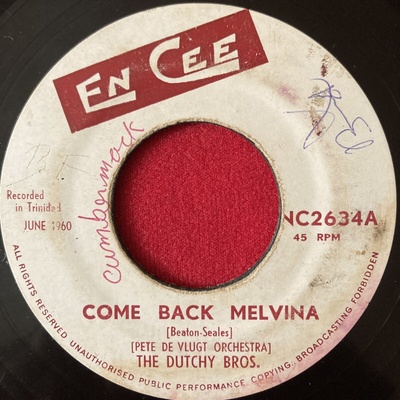 EN CEE
cumbermack
Recorded
in Trinidad
JUNE 1960
NC2634A
45 RPM
COME BACK MELVINA
[Beaton-Seales]
[PETE DE VLUGT ORCHESTRA]
THE DUTCHY BROS.
ALL RIGHTS RESERVED UNAUTHORISED PUBLIC PERFORMANCE COPYING, BROADCASTING FORBIDDEN